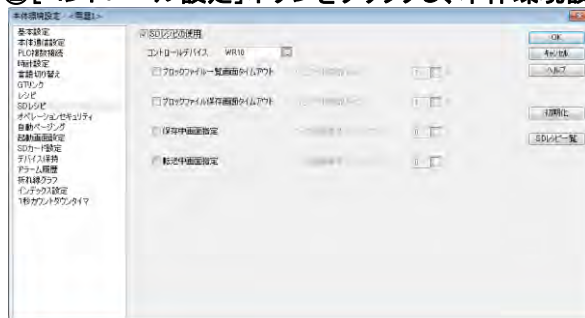 本体環境設定 - <無題1>
基本設定
本体通信設定
PLC複数接続
時計設定
言語切り替え
GTリンク
レシピ
SDレシピ
オペレーションセキュリティ
自動ページング
起動画面設定
SDカード設定
デバイス保持
アラーム履歴
折れ線グラフ
インデックス設定
1秒カウントダウンタイマ
SDレシピの使用
コントロールデバイス WR10
ブロックファイル一覧画面タイムアウト
ブロックファイル保存画面タイムアウト
保存中画面指定
転送中画面指定
OK
キャンセル
ヘルプ
初期化
SDレシピ一覧